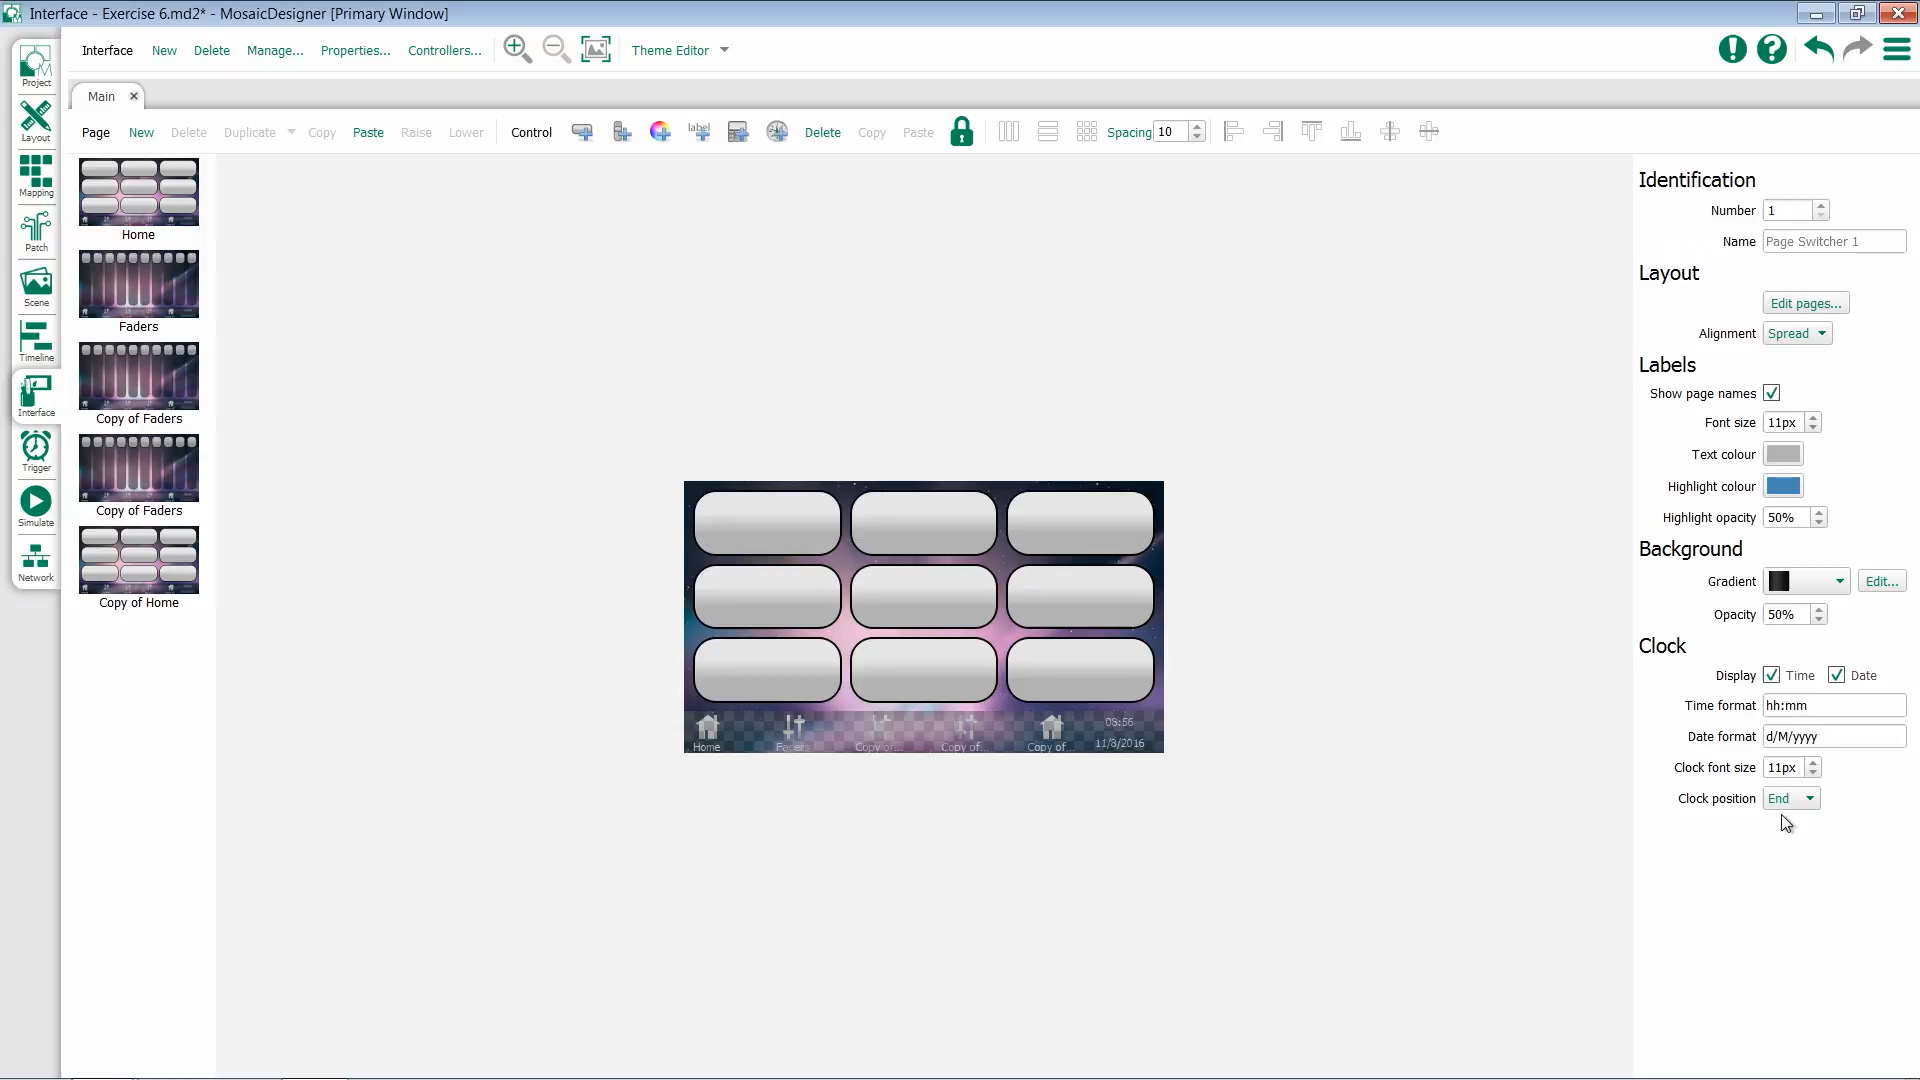 Interface - Exercise 6.md2* - MosaicDesigner [Primary Window]
Interface New Delete Manage... Properties... Controllers... Theme Editor
Main
Page New Delete Duplicate Copy Paste Raise Lower Control label Delete Copy Paste Spacing 10
Project
Layout
Mapping
Patch
Scene
Timeline
Interface
Trigger
Simulate
Network
Home
Faders
Copy of Faders
Copy of Faders
Copy of Home
Home Faders Copy of... Copy of... Copy of... 08:56
11/8/2016
Identification
Number 1
Name Page Switcher 1
Layout
Edit pages...
Alignment Spread
Labels
Show page names
Font size 11px
Text colour
Highlight colour
Highlight opacity 50%
Background
Gradient Edit...
Opacity 50%
Clock
Display Time Date
Time format hh:mm
Date format d/M/yyyy
Clock font size 11px
Clock position End